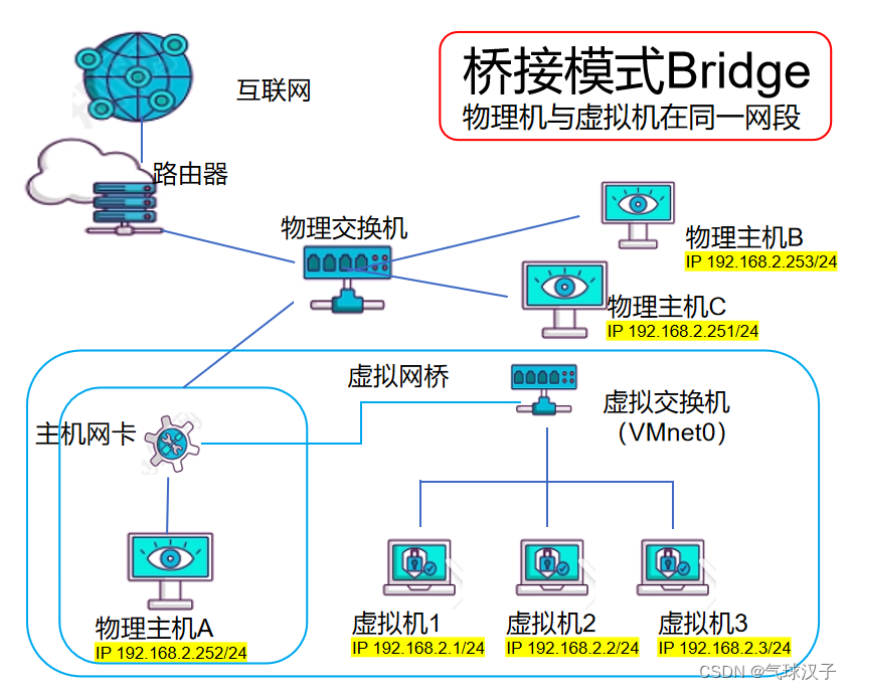 桥接模式Bridge
物理机与虚拟机在同一网段
互联网
路由器
物理交换机
物理主机B
IP 192.168.2.253/24
物理主机C
IP 192.168.2.251/24
虚拟网桥
虚拟交换机
（VMnet0）
主机网卡
物理主机A
IP 192.168.2.252/24
虚拟机1
IP 192.168.2.1/24
虚拟机2
IP 192.168.2.2/24
虚拟机3
IP 192.168.2.3/24
CSDN @气球汉子